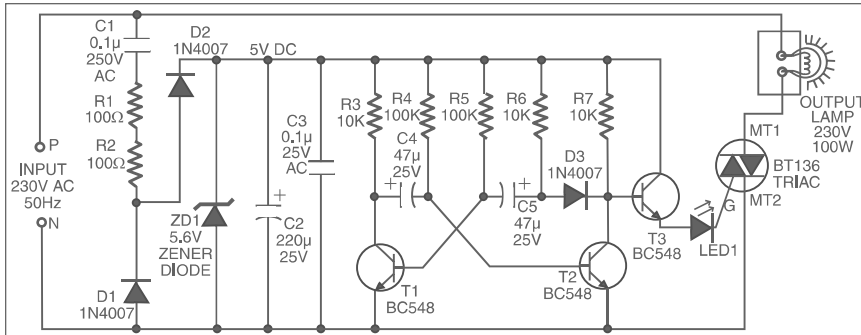 C1
0.1µ
250V
AC
D2
1N4007
5V DC
R1
100Ω
R2
100Ω
P
INPUT
230V AC
50Hz
N
D1
1N4007
ZD1
5.6V
ZENER
DIODE
C3
0.1µ
25V
AC
+
C2
220µ
25V
R3
10K
R4
100K
R5
100K
R6
10K
R7
10K
C4
47µ
25V
+
+
C5
47µ
25V
D3
1N4007
T1
BC548
T2
BC548
T3
BC548
LED1
G
MT1
BT136
TRIAC
MT2
OUTPUT
LAMP
230V
100W